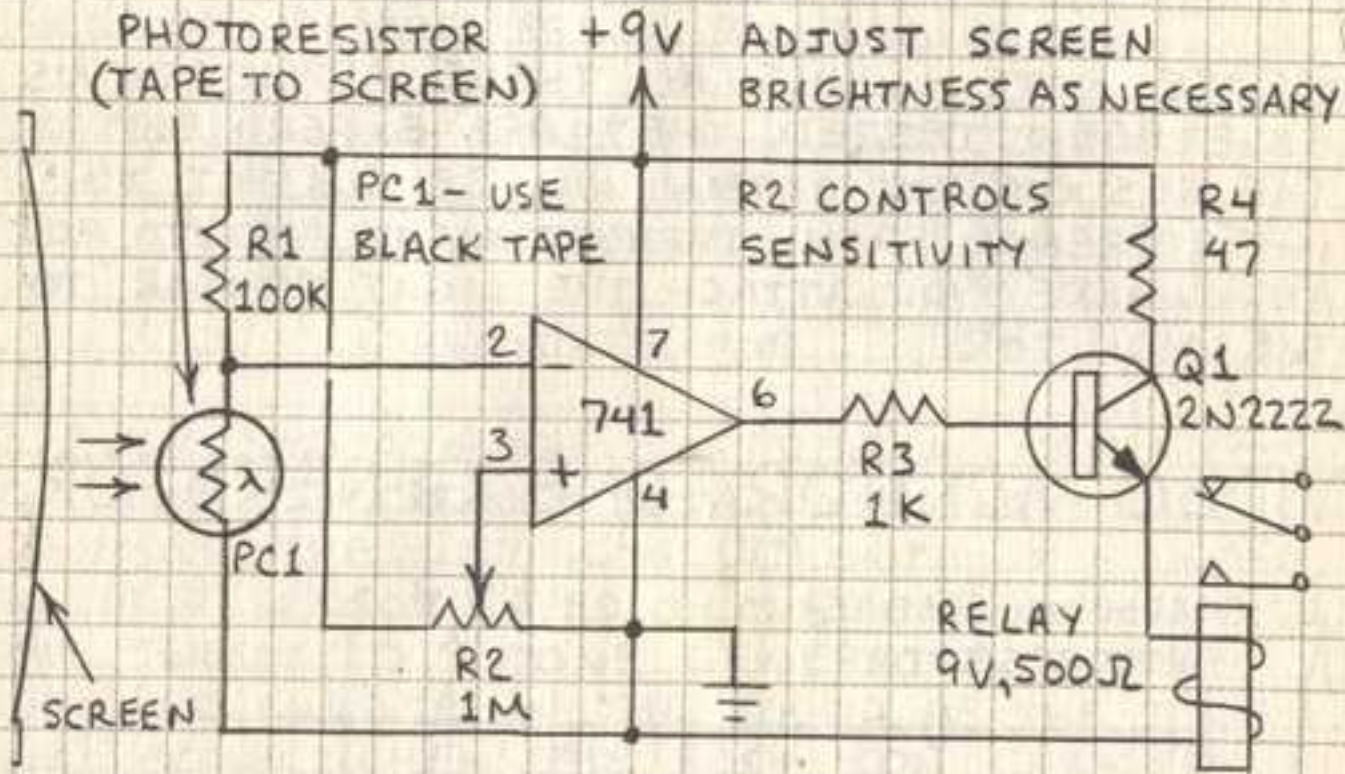 PHOTORESISTOR
(TAPE TO SCREEN)
+9V
ADJUST SCREEN
BRIGHTNESS AS NECESSARY
PC1- USE
BLACK TAPE
R2 CONTROLS
SENSITIVITY
R4
47
R1
100K
2
-
7
741
6
3
+
4
R3
1K
Q1
2N2222
λ
PC1
R2
1M
RELAY
9V, 500Ω
SCREEN